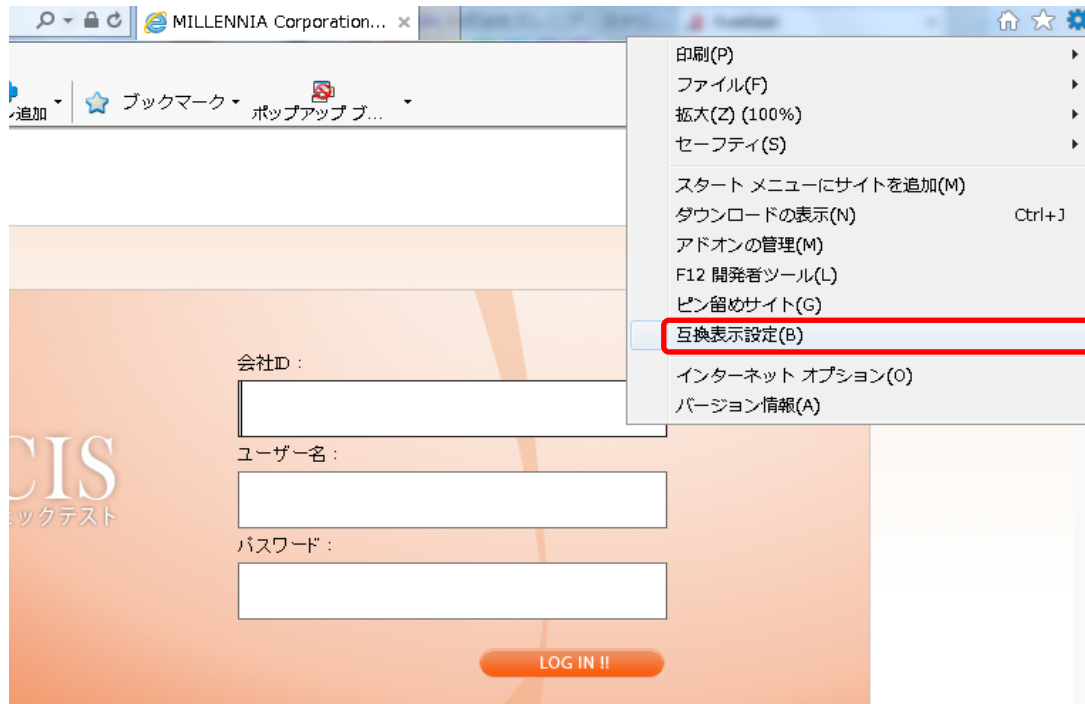 MILLENNIA Corporation...
追加
ブックマーク
ポップアップ ブ...
印刷(P)
ファイル(F)
拡大(Z) (100%)
セーフティ(S)
スタート メニューにサイトを追加(M)
ダウンロードの表示(N) Ctrl+J
アドオンの管理(M)
F12 開発者ツール(L)
ピン留めサイト(G)
互換表示設定(B)
インターネット オプション(O)
バージョン情報(A)
会社ID :
ユーザー名 :
パスワード :
CIS
ミックテスト
LOG IN !!